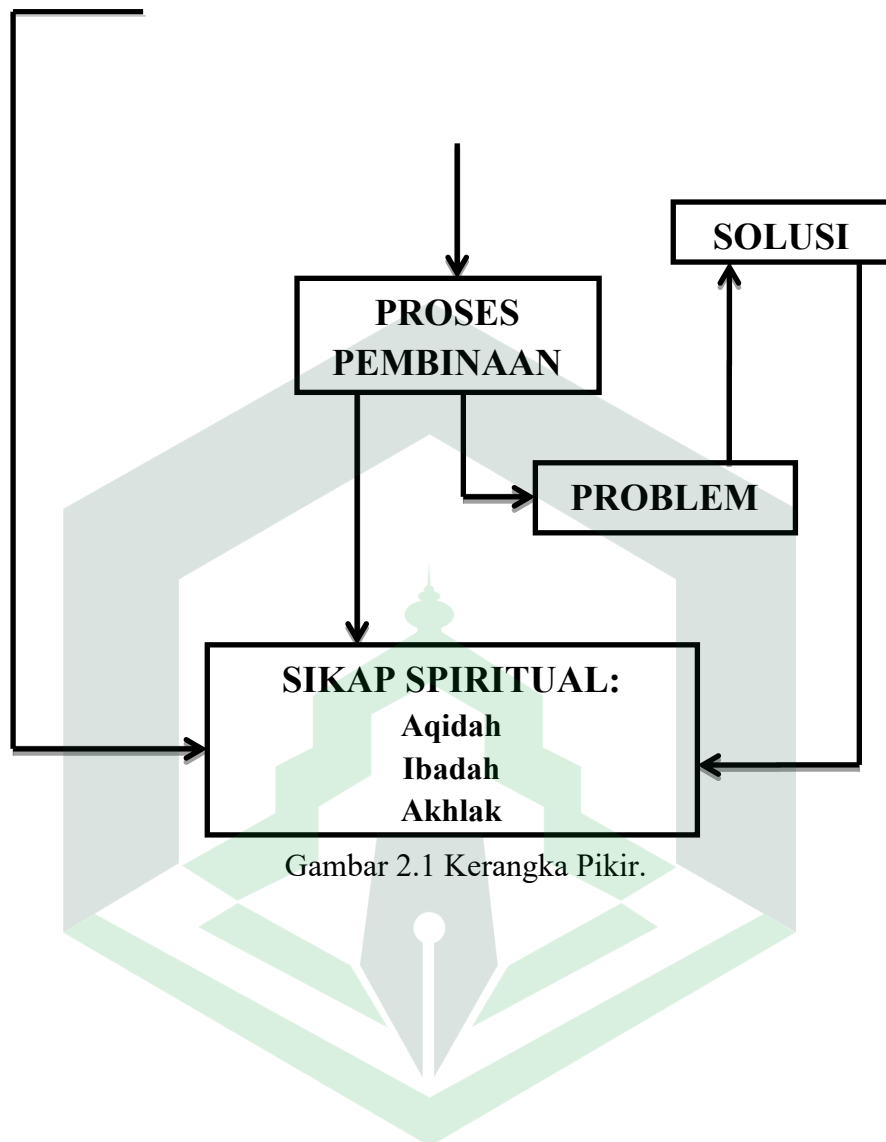 SOLUSI
PROSES
PEMBINAAN
PROBLEM
SIKAP SPIRITUAL:
Aqidah
Ibadah
Akhlak
Gambar 2.1 Kerangka Pikir.